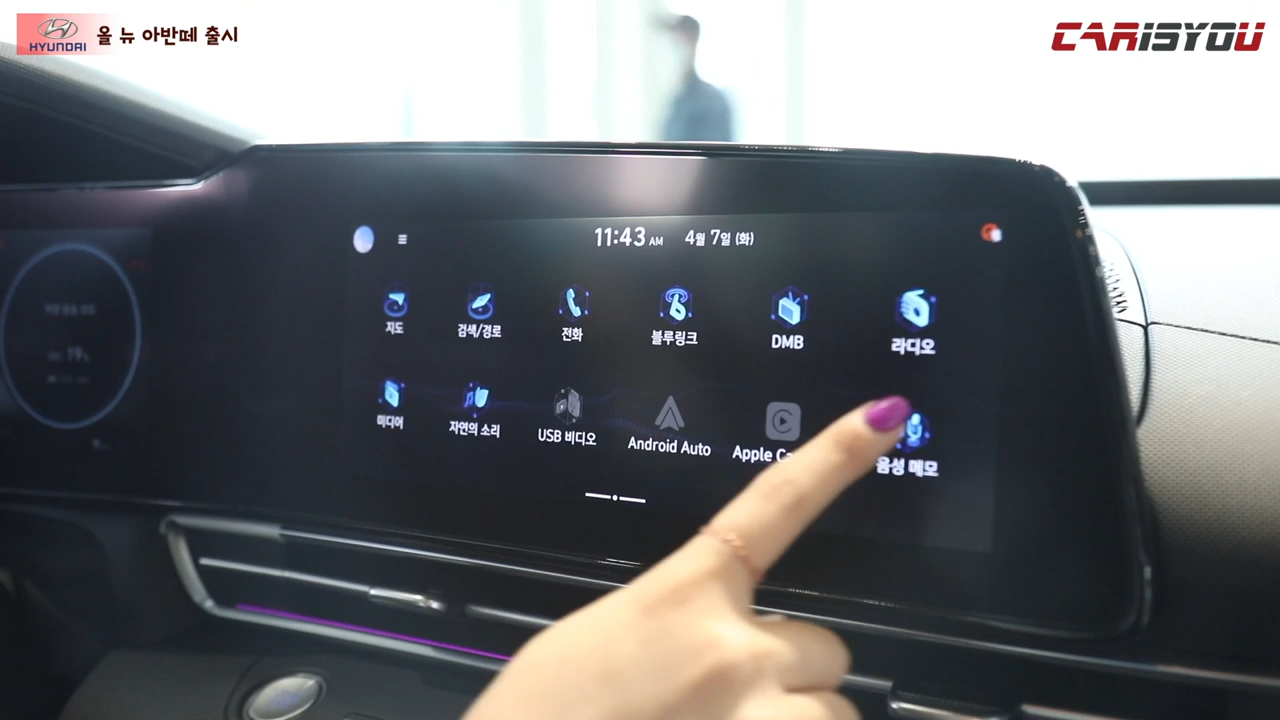 HYUNDAI
올 뉴 아반떼 출시
CARISYOU
11:43 AM 4월 7일 (화)
지도
검색/경로
전화
블루링크
DMB
라디오
미디어
자연의 소리
USB 비디오
Android Auto
Apple
음성 메모